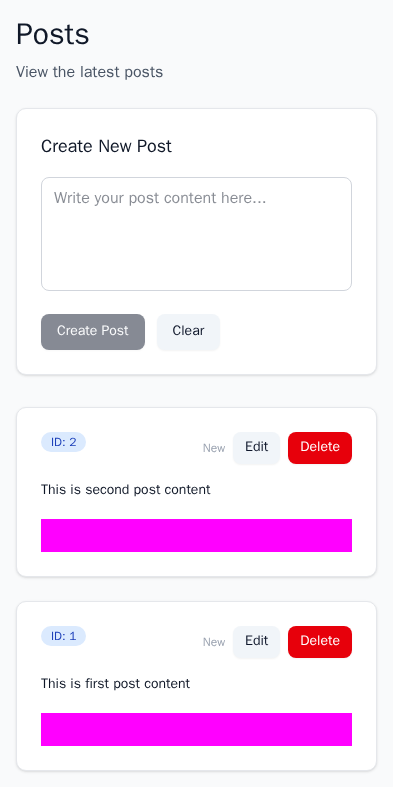 Posts
View the latest posts
Create New Post
Write your post content here...
Create Post Clear
ID: 2 New Edit Delete
This is second post content
ID: 1 New Edit Delete
This is first post content